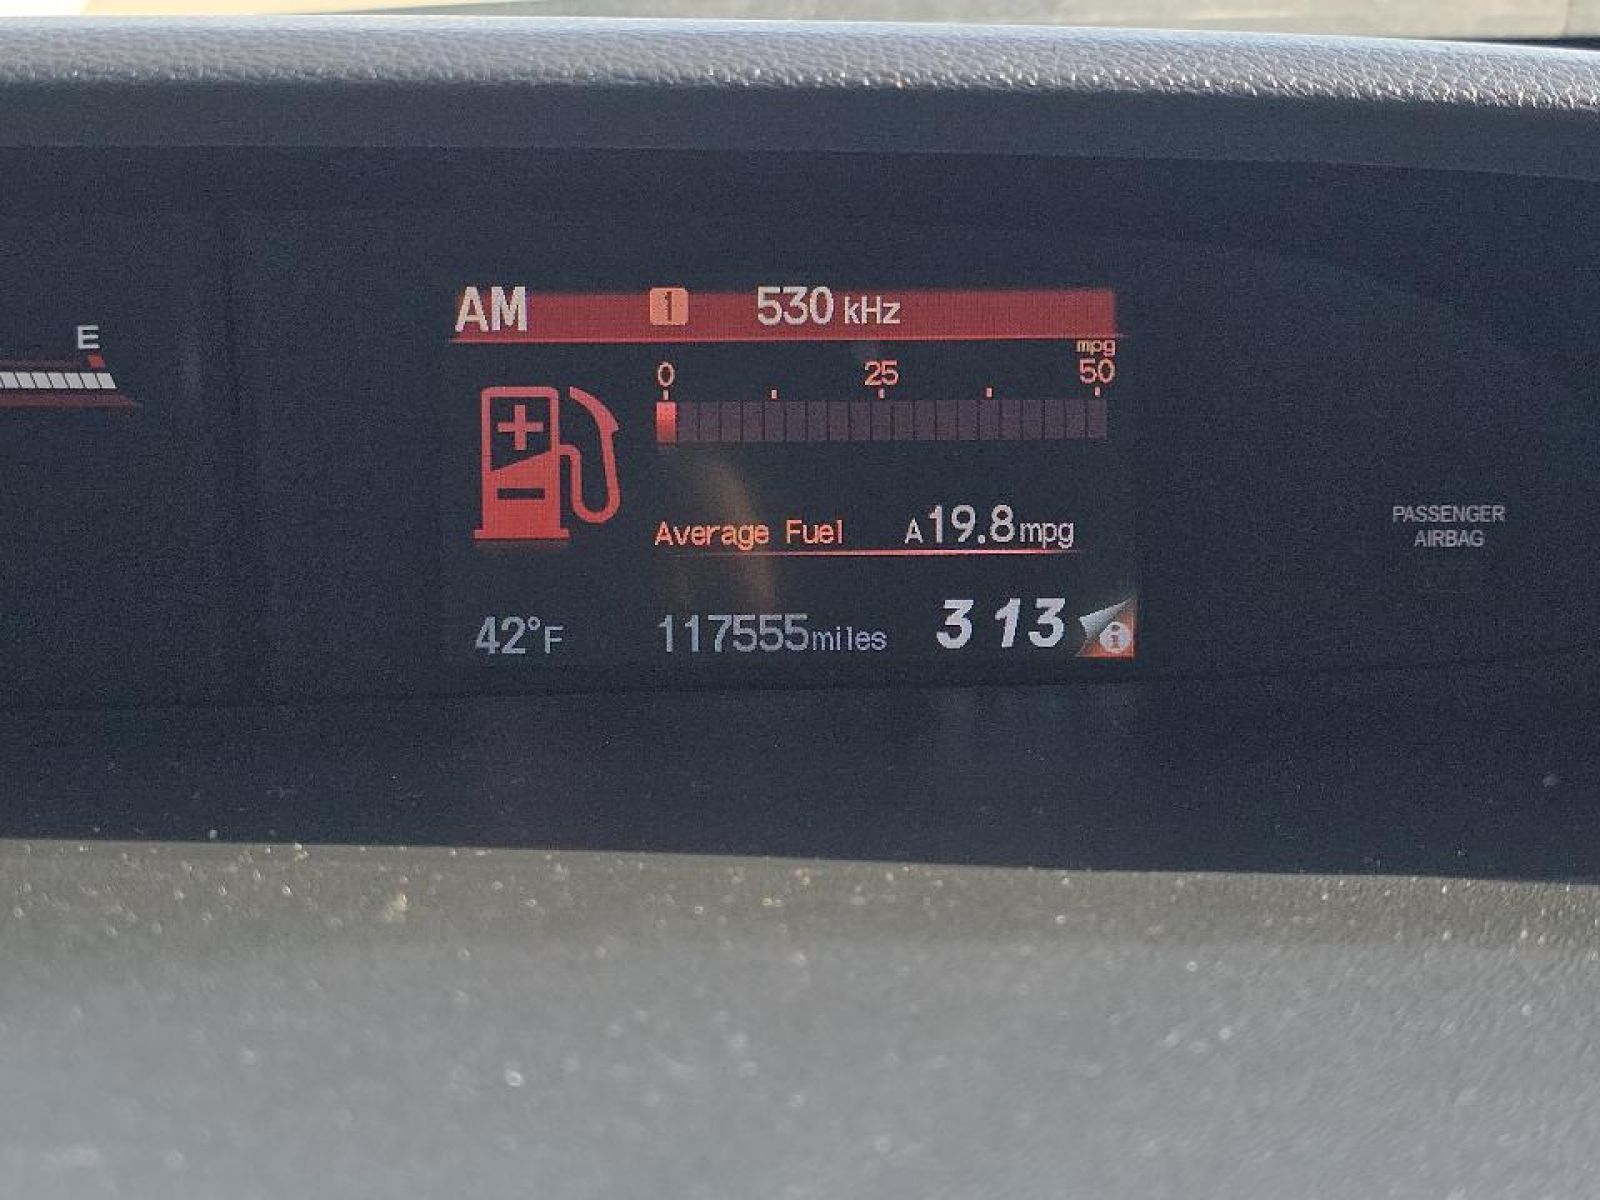 AM 1 530 kHz
mpg
0 25 50
E
Average Fuel A19.8mpg
PASSENGER
AIRBAG
42°F 117555miles 3 13 i